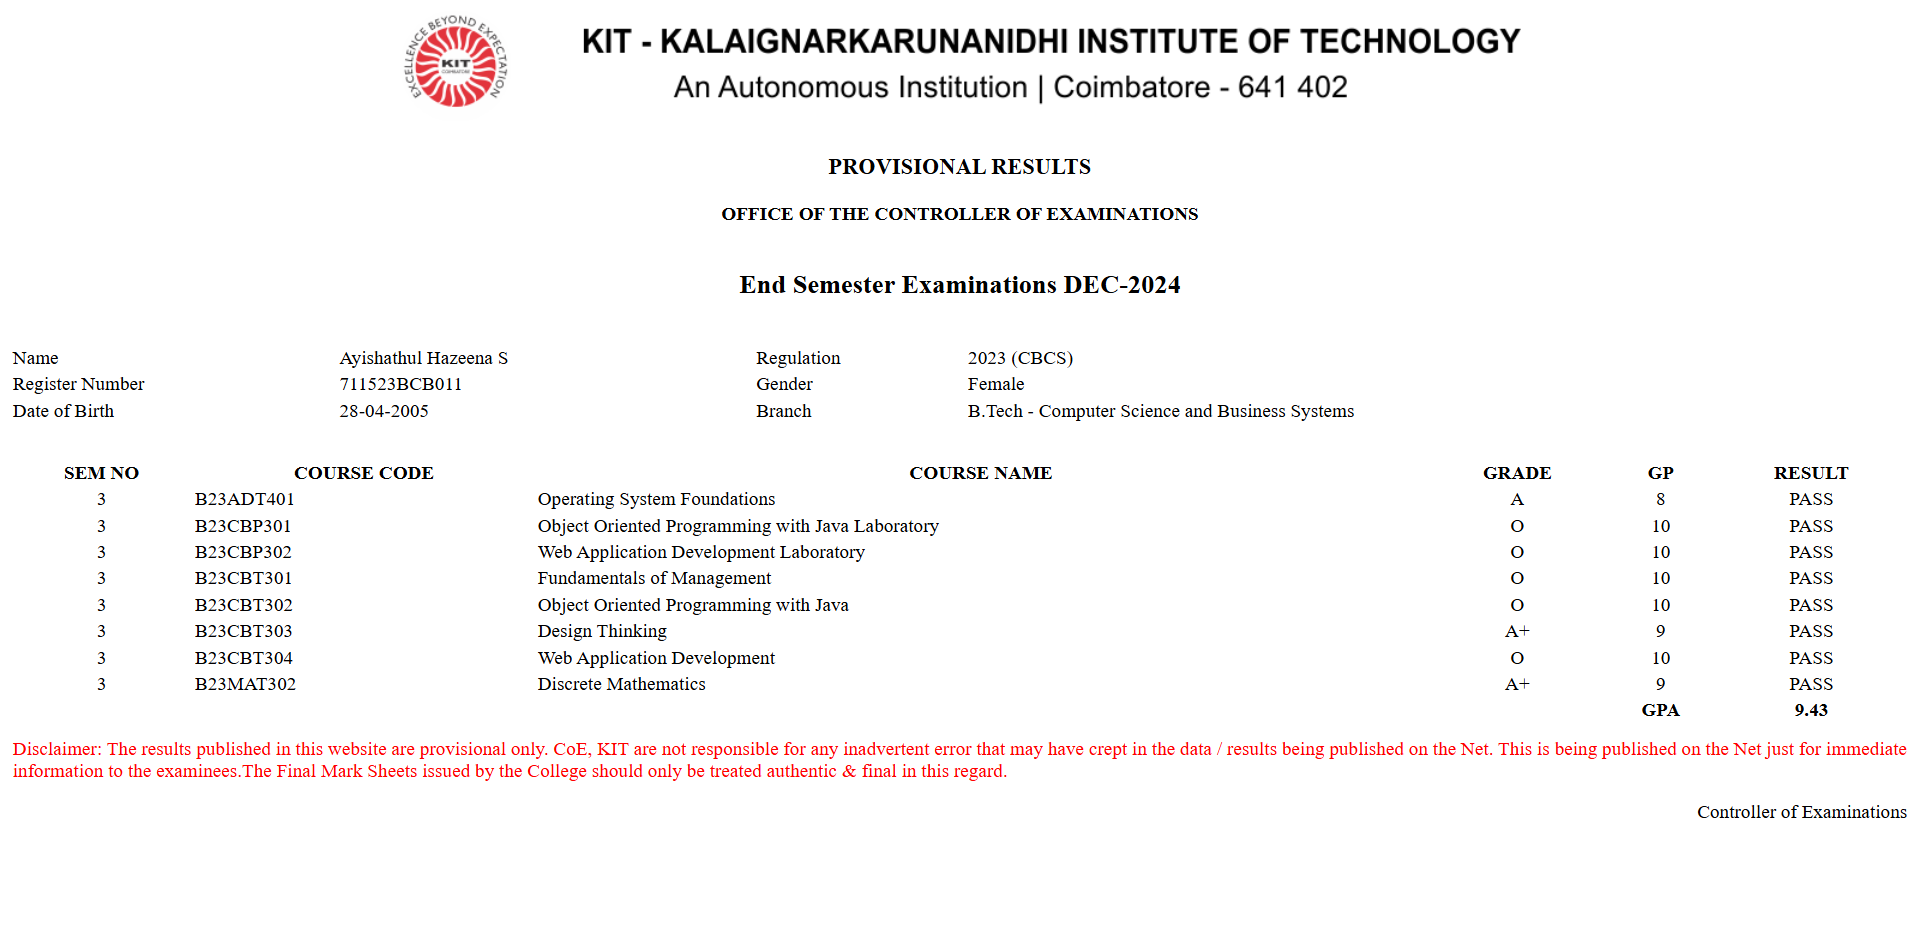 EXCELLENCE BEYOND EXPECTATION
KIT
COIMBATORE
KIT - KALAIGNARKARUNANIDHI INSTITUTE OF TECHNOLOGY
An Autonomous Institution | Coimbatore - 641 402
PROVISIONAL RESULTS
OFFICE OF THE CONTROLLER OF EXAMINATIONS
End Semester Examinations DEC-2024
Name Ayishathul Hazeena S Regulation 2023 (CBCS)
Register Number 711523BCB011 Gender Female
Date of Birth 28-04-2005 Branch B.Tech - Computer Science and Business Systems
SEM NO COURSE CODE COURSE NAME GRADE GP RESULT
3 B23ADT401 Operating System Foundations A 8 PASS
3 B23CBP301 Object Oriented Programming with Java Laboratory O 10 PASS
3 B23CBP302 Web Application Development Laboratory O 10 PASS
3 B23CBT301 Fundamentals of Management O 10 PASS
3 B23CBT302 Object Oriented Programming with Java O 10 PASS
3 B23CBT303 Design Thinking A+ 9 PASS
3 B23CBT304 Web Application Development O 10 PASS
3 B23MAT302 Discrete Mathematics A+ 9 PASS
GPA 9.43
Disclaimer: The results published in this website are provisional only. CoE, KIT are not responsible for any inadvertent error that may have crept in the data / results being published on the Net. This is being published on the Net just for immediate
information to the examinees.The Final Mark Sheets issued by the College should only be treated authentic & final in this regard.
Controller of Examinations